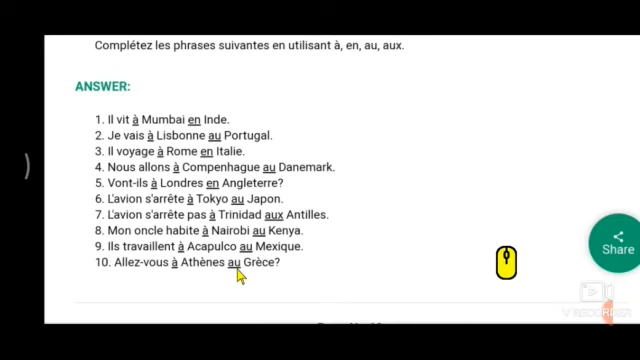 Complétez les phrases suivantes en utilisant à, en, au, aux.
ANSWER:
1. Il vit à Mumbai en Inde.
2. Je vais à Lisbonne au Portugal.
3. Il voyage à Rome en Italie.
4. Nous allons à Compenhague au Danemark.
5. Vont-ils à Londres en Angleterre?
6. L'avion s'arrête à Tokyo au Japon.
7. L'avion s'arrête pas à Trinidad aux Antilles.
8. Mon oncle habite à Nairobi au Kenya.
9. Ils travaillent à Acapulco au Mexique.
10. Allez-vous à Athènes au Grèce?
Share
V RECORDER